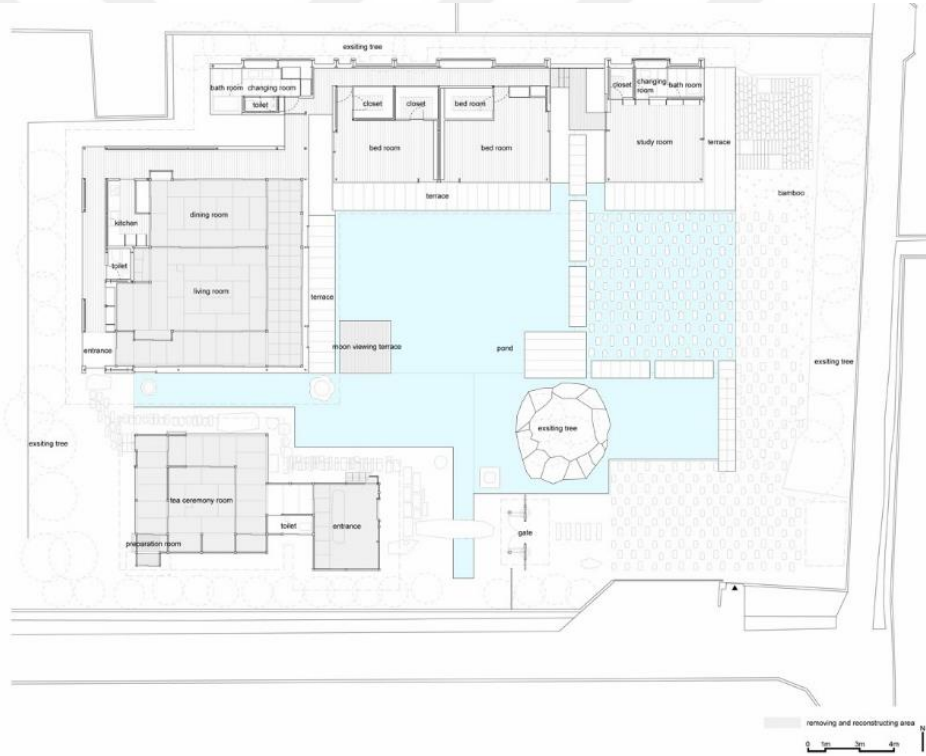 exsiting tree
bath room
changing room
toilet
closet
closet
bed room
closet
changing
room
bath room
bed room
bed room
study room
terrace
terrace
bamboo
kitchen
dining room
toilet
living room
terrace
entrance
moon viewing terrace
pond
exsiting tree
exsiting tree
exsiting tree
tea ceremony room
toilet
entrance
preparation room
gate
removing and reconstructing area
0 1m 3m 4m
N